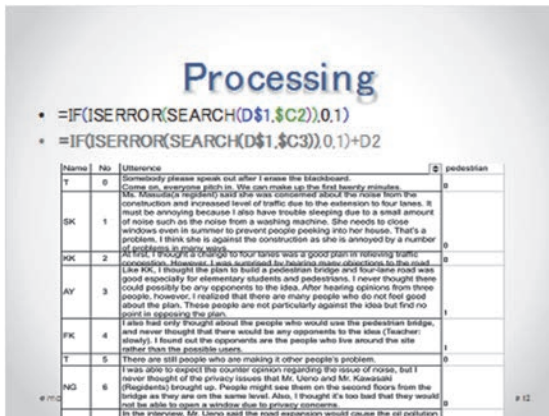 Processing
=IF(ISERROR(SEARCH(D$1,$C2)),0,1)
=IF(ISERROR(SEARCH(D$1,$C3)),0,1)+D2
Name No Utterence pedestrian
T 0 Somebody please speak out after I erase the blackboard.
Come on, everyone pitch in. We can make up the first twenty minutes. 0
Ms. Masuda(a regident) said she was concerned about the noise from the
construction and increased level of traffic due to the extension to four lanes. It
must be annoying because I also have trouble sleeping due to a small amount
SK 1 of noise such as the noise from a washing machine. She needs to close
windows even in summer to prevent people peeking into her house. That's a
problem. I think she is against the construction as she is annoyed by a number
of problems in many ways. 0
KK 2 At first, I thought a change to four lanes was a good plan in relieving traffic 0
congestion. However, I was surprised by hearing many objections to the road
Like KK, I thought the plan to build a pedestrian bridge and four-lane road was
good especially for elementary students and pedestrians. I never thought there
AY 3 could possibly be any opponents to the idea. After hearing opinions from three
people, however, I realized that there are many people who do not feel good
about the plan. These people are not particularly against the idea but find no
point in opposing the plan. 1
I also had only thought about the people who would use the pedestrian bridge,
FK 4 and never thought that there would be any opponents to the idea (Teacher:
slowly). I found out the opponents are the people who live around the site
rather than the possible users. 1
T 5 There are still people who are making it other people's problem. 0
I was able to expect the counter opinion regarding the noise issue, but I
never thought of the privacy issues that Mr. Ueno and Mr. Kawasaki
NG 6 (Regidents) brought up. People might see them on the second floors from the
bridge as they are on the same level. Also, I thought it's too bad that they would
not be able to open a window due to privacy concerns. 0
In the interview, Mr. Ueno said the road expansion would cause the oil pollution
12